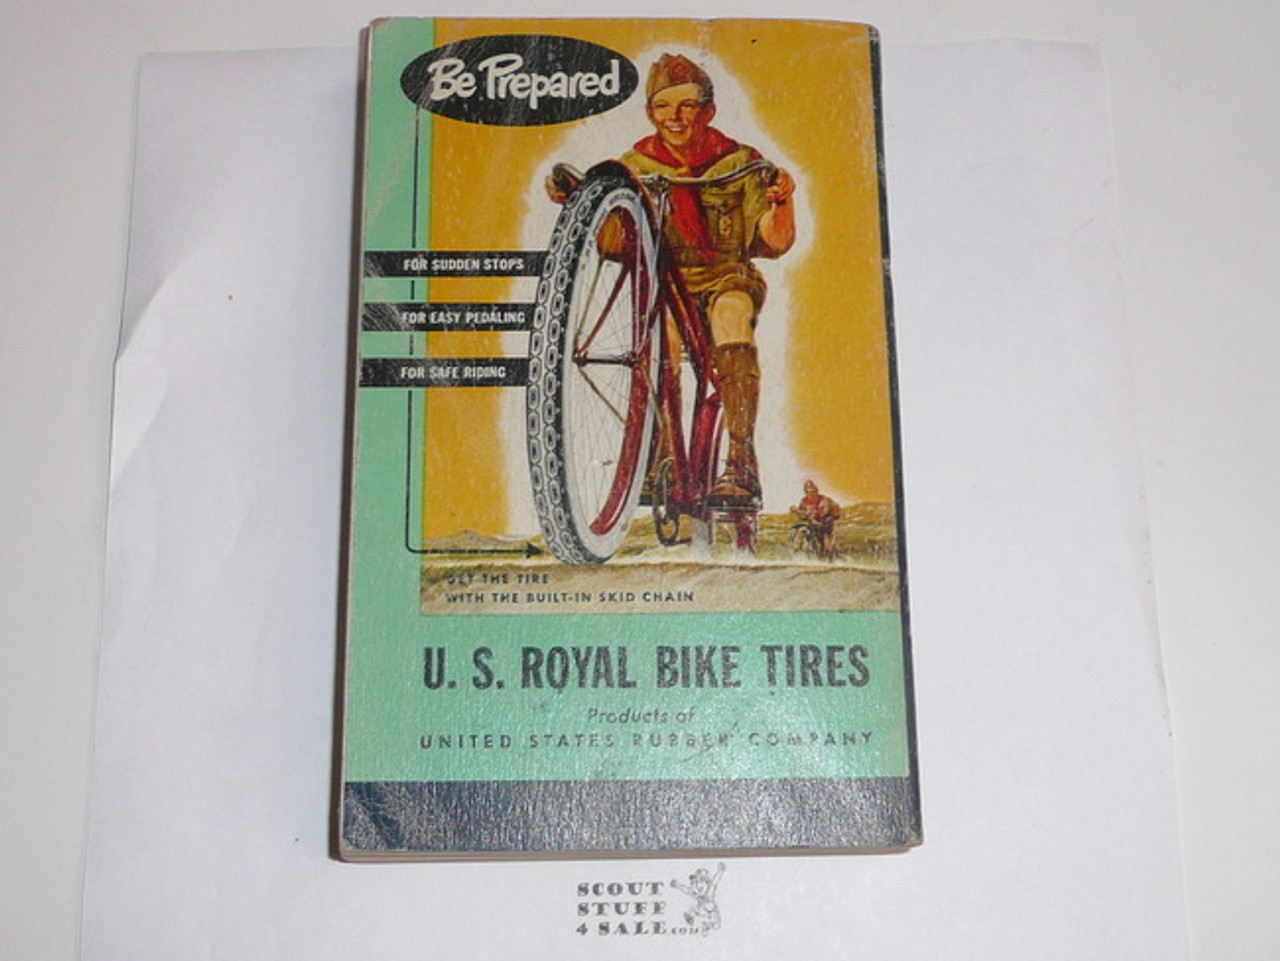 Be Prepared
FOR SUDDEN STOPS
FOR EASY PEDALING
FOR SAFE RIDING
GET THE TIRE
WITH THE BUILT-IN SKID CHAIN
U. S. ROYAL BIKE TIRES
Products of
UNITED STATES RUBBER COMPANY
SCOUT
STUFF
4 SALE.COM